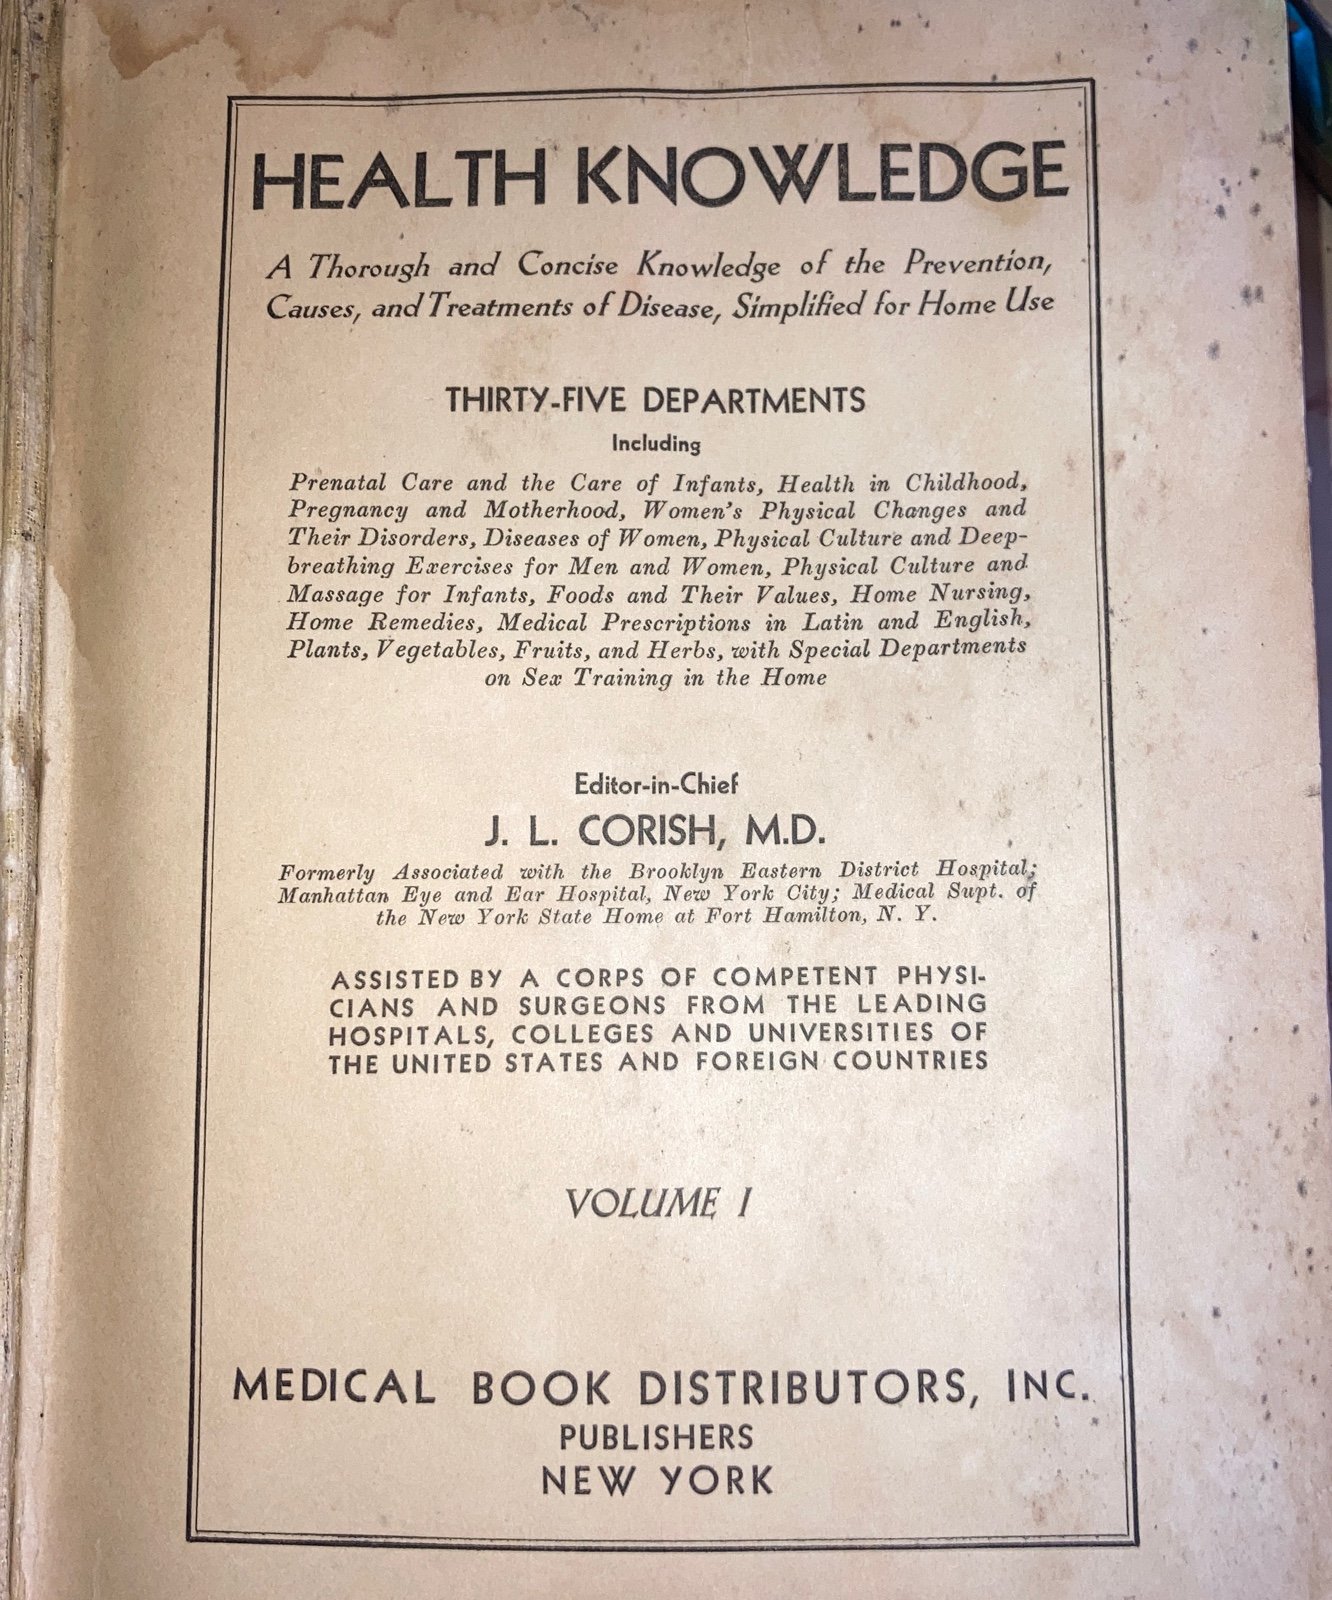 HEALTH KNOWLEDGE
A Thorough and Concise Knowledge of the Prevention,
Causes, and Treatments of Disease, Simplified for Home Use
THIRTY-FIVE DEPARTMENTS
Including
Prenatal Care and the Care of Infants, Health in Childhood,
Pregnancy and Motherhood, Women's Physical Changes and
Their Disorders, Diseases of Women, Physical Culture and Deep-
breathing Exercises for Men and Women, Physical Culture and
Massage for Infants, Foods and Their Values, Home Nursing,
Home Remedies, Medical Prescriptions in Latin and English,
Plants, Vegetables, Fruits, and Herbs, with Special Departments
on Sex Training in the Home
Editor-in-Chief
J. L. CORISH, M.D.
Formerly Associated with the Brooklyn Eastern District Hospital;
Manhattan Eye and Ear Hospital, New York City; Medical Supt. of
the New York State Home at Fort Hamilton, N. Y.
ASSISTED BY A CORPS OF COMPETENT PHYSI-
CIANS AND SURGEONS FROM THE LEADING
HOSPITALS, COLLEGES AND UNIVERSITIES OF
THE UNITED STATES AND FOREIGN COUNTRIES
VOLUME I
MEDICAL BOOK DISTRIBUTORS, INC.
PUBLISHERS
NEW YORK